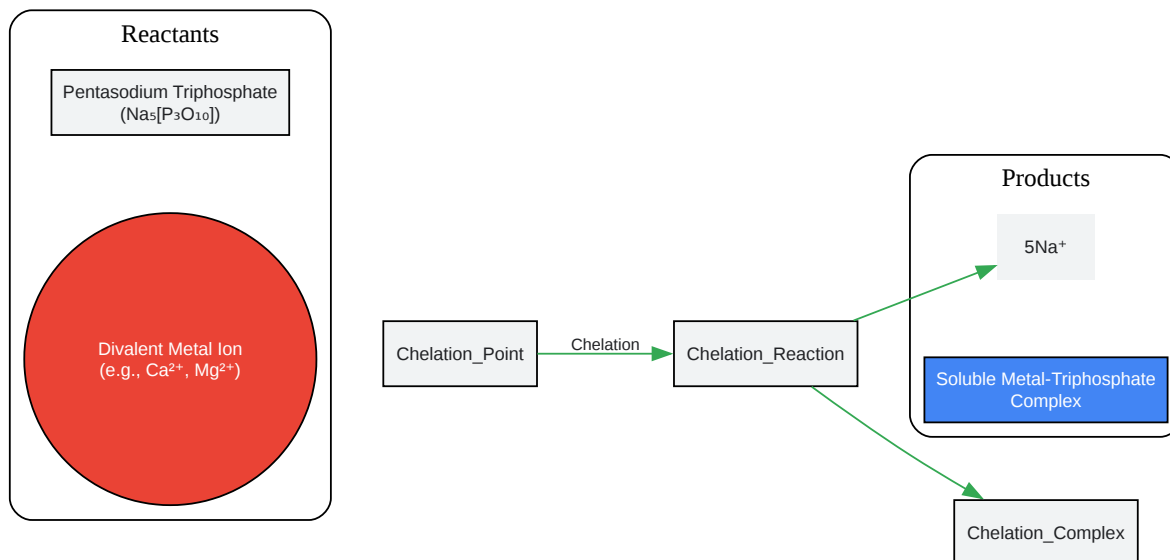 Reactants
Pentasodium Triphosphate
(Na₅[P₃O₁₀])
Divalent Metal Ion
(e.g., Ca²⁺, Mg²⁺)
Chelation_Point
Chelation
Chelation_Reaction
Products
5Na⁺
Soluble Metal-Triphosphate
Complex
Chelation_Complex